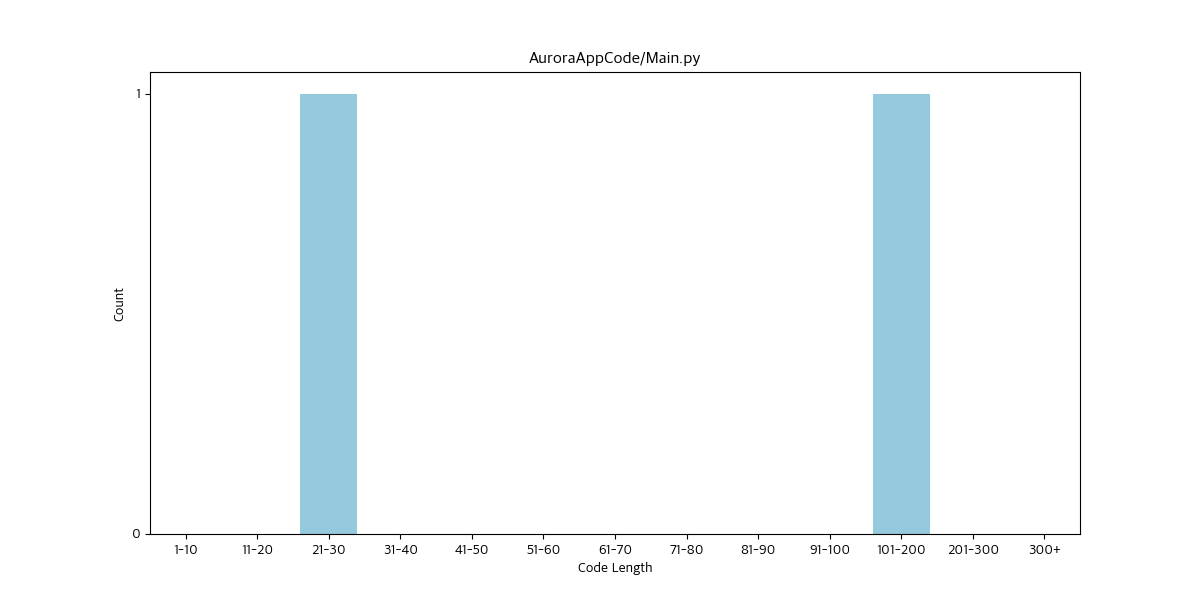 AuroraAppCode/Main.py
1
Count
0
1-10 11-20 21-30 31-40 41-50 51-60 61-70 71-80 81-90 91-100 101-200 201-300 300+
Code Length